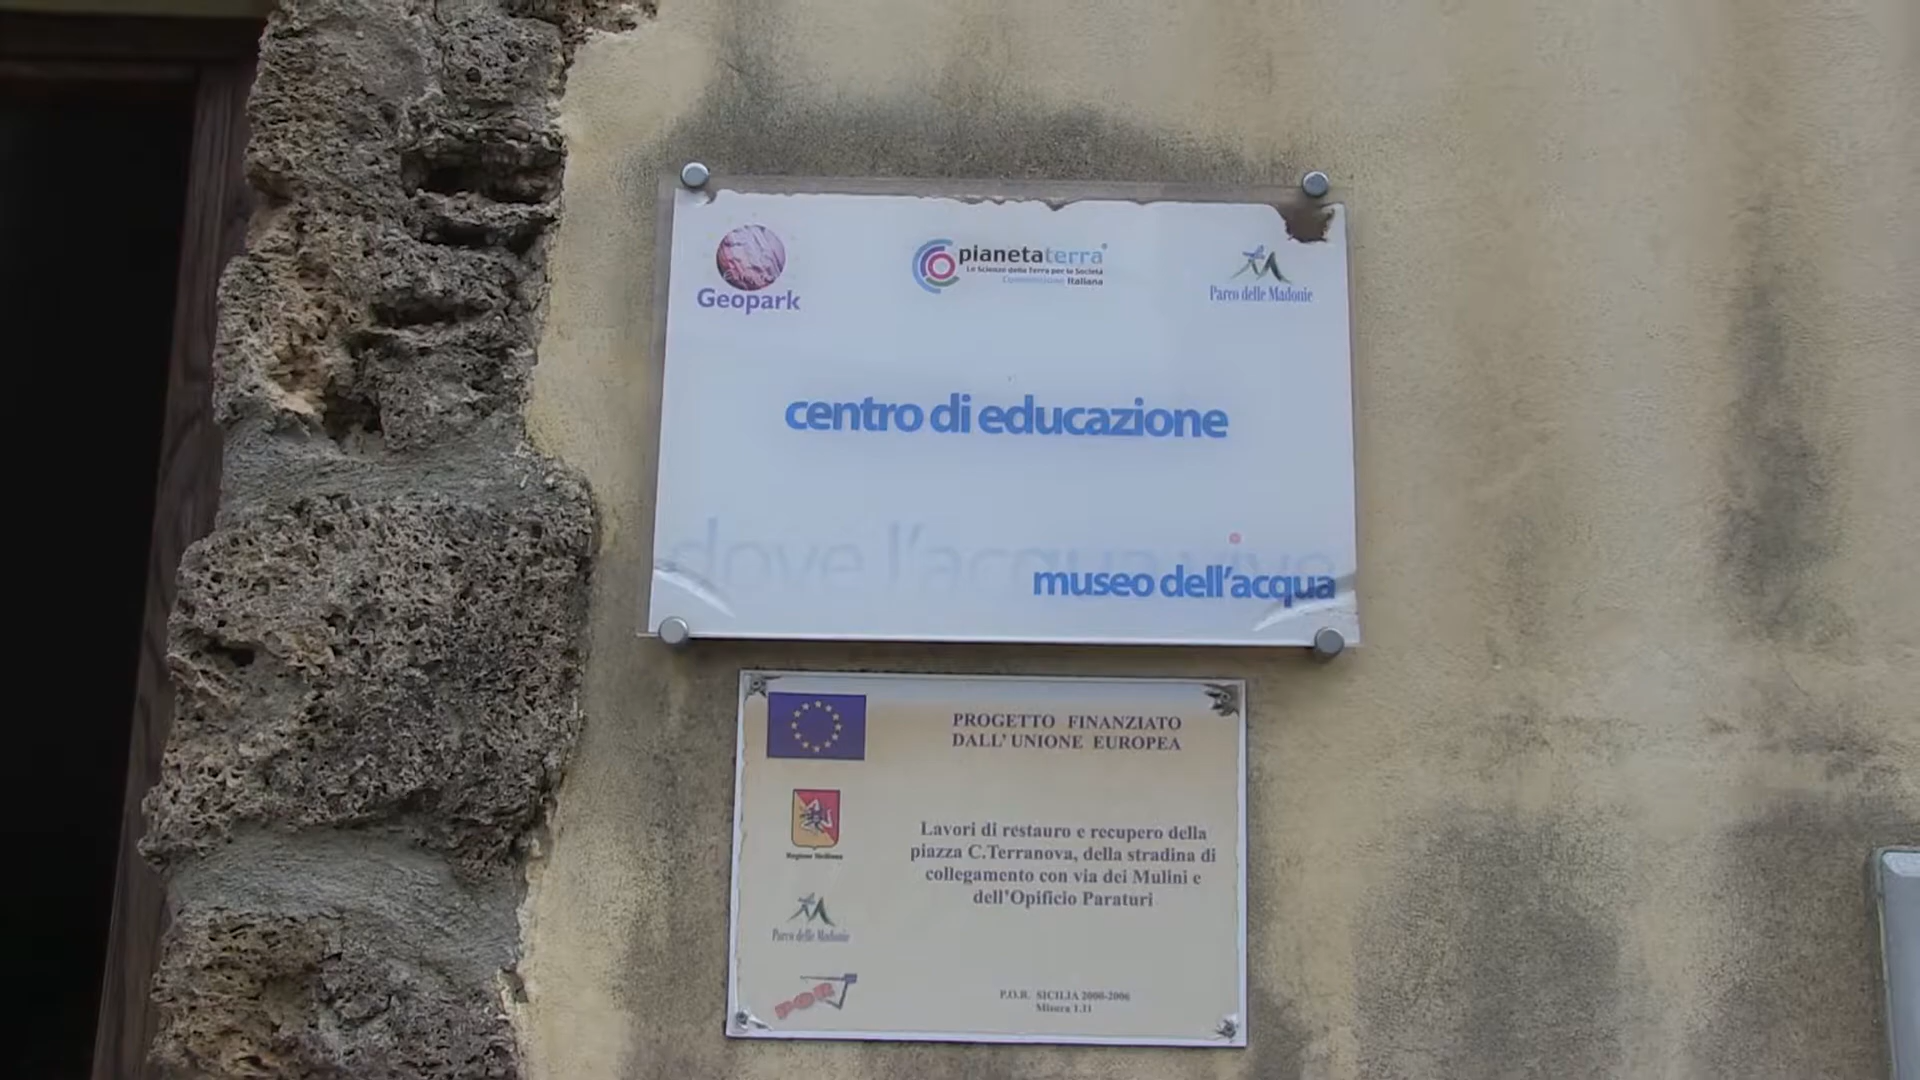 Geopark
pianetaterra
Le Scienze della Terra per la Società
Commissione Italiana
Parco delle Madonie
centro di educazione
dove l'acqua vive
museo dell'acqua
PROGETTO FINANZIATO
DALL'UNIONE EUROPEA
Regione Siciliana
Lavori di restauro e recupero della
piazza C.Terranova, della stradina di
collegamento con via dei Mulini e
dell'Opificio Paraturi
Parco delle Madonie
POR
P.O.R. SICILIA 2000-2006
Misura 1.11